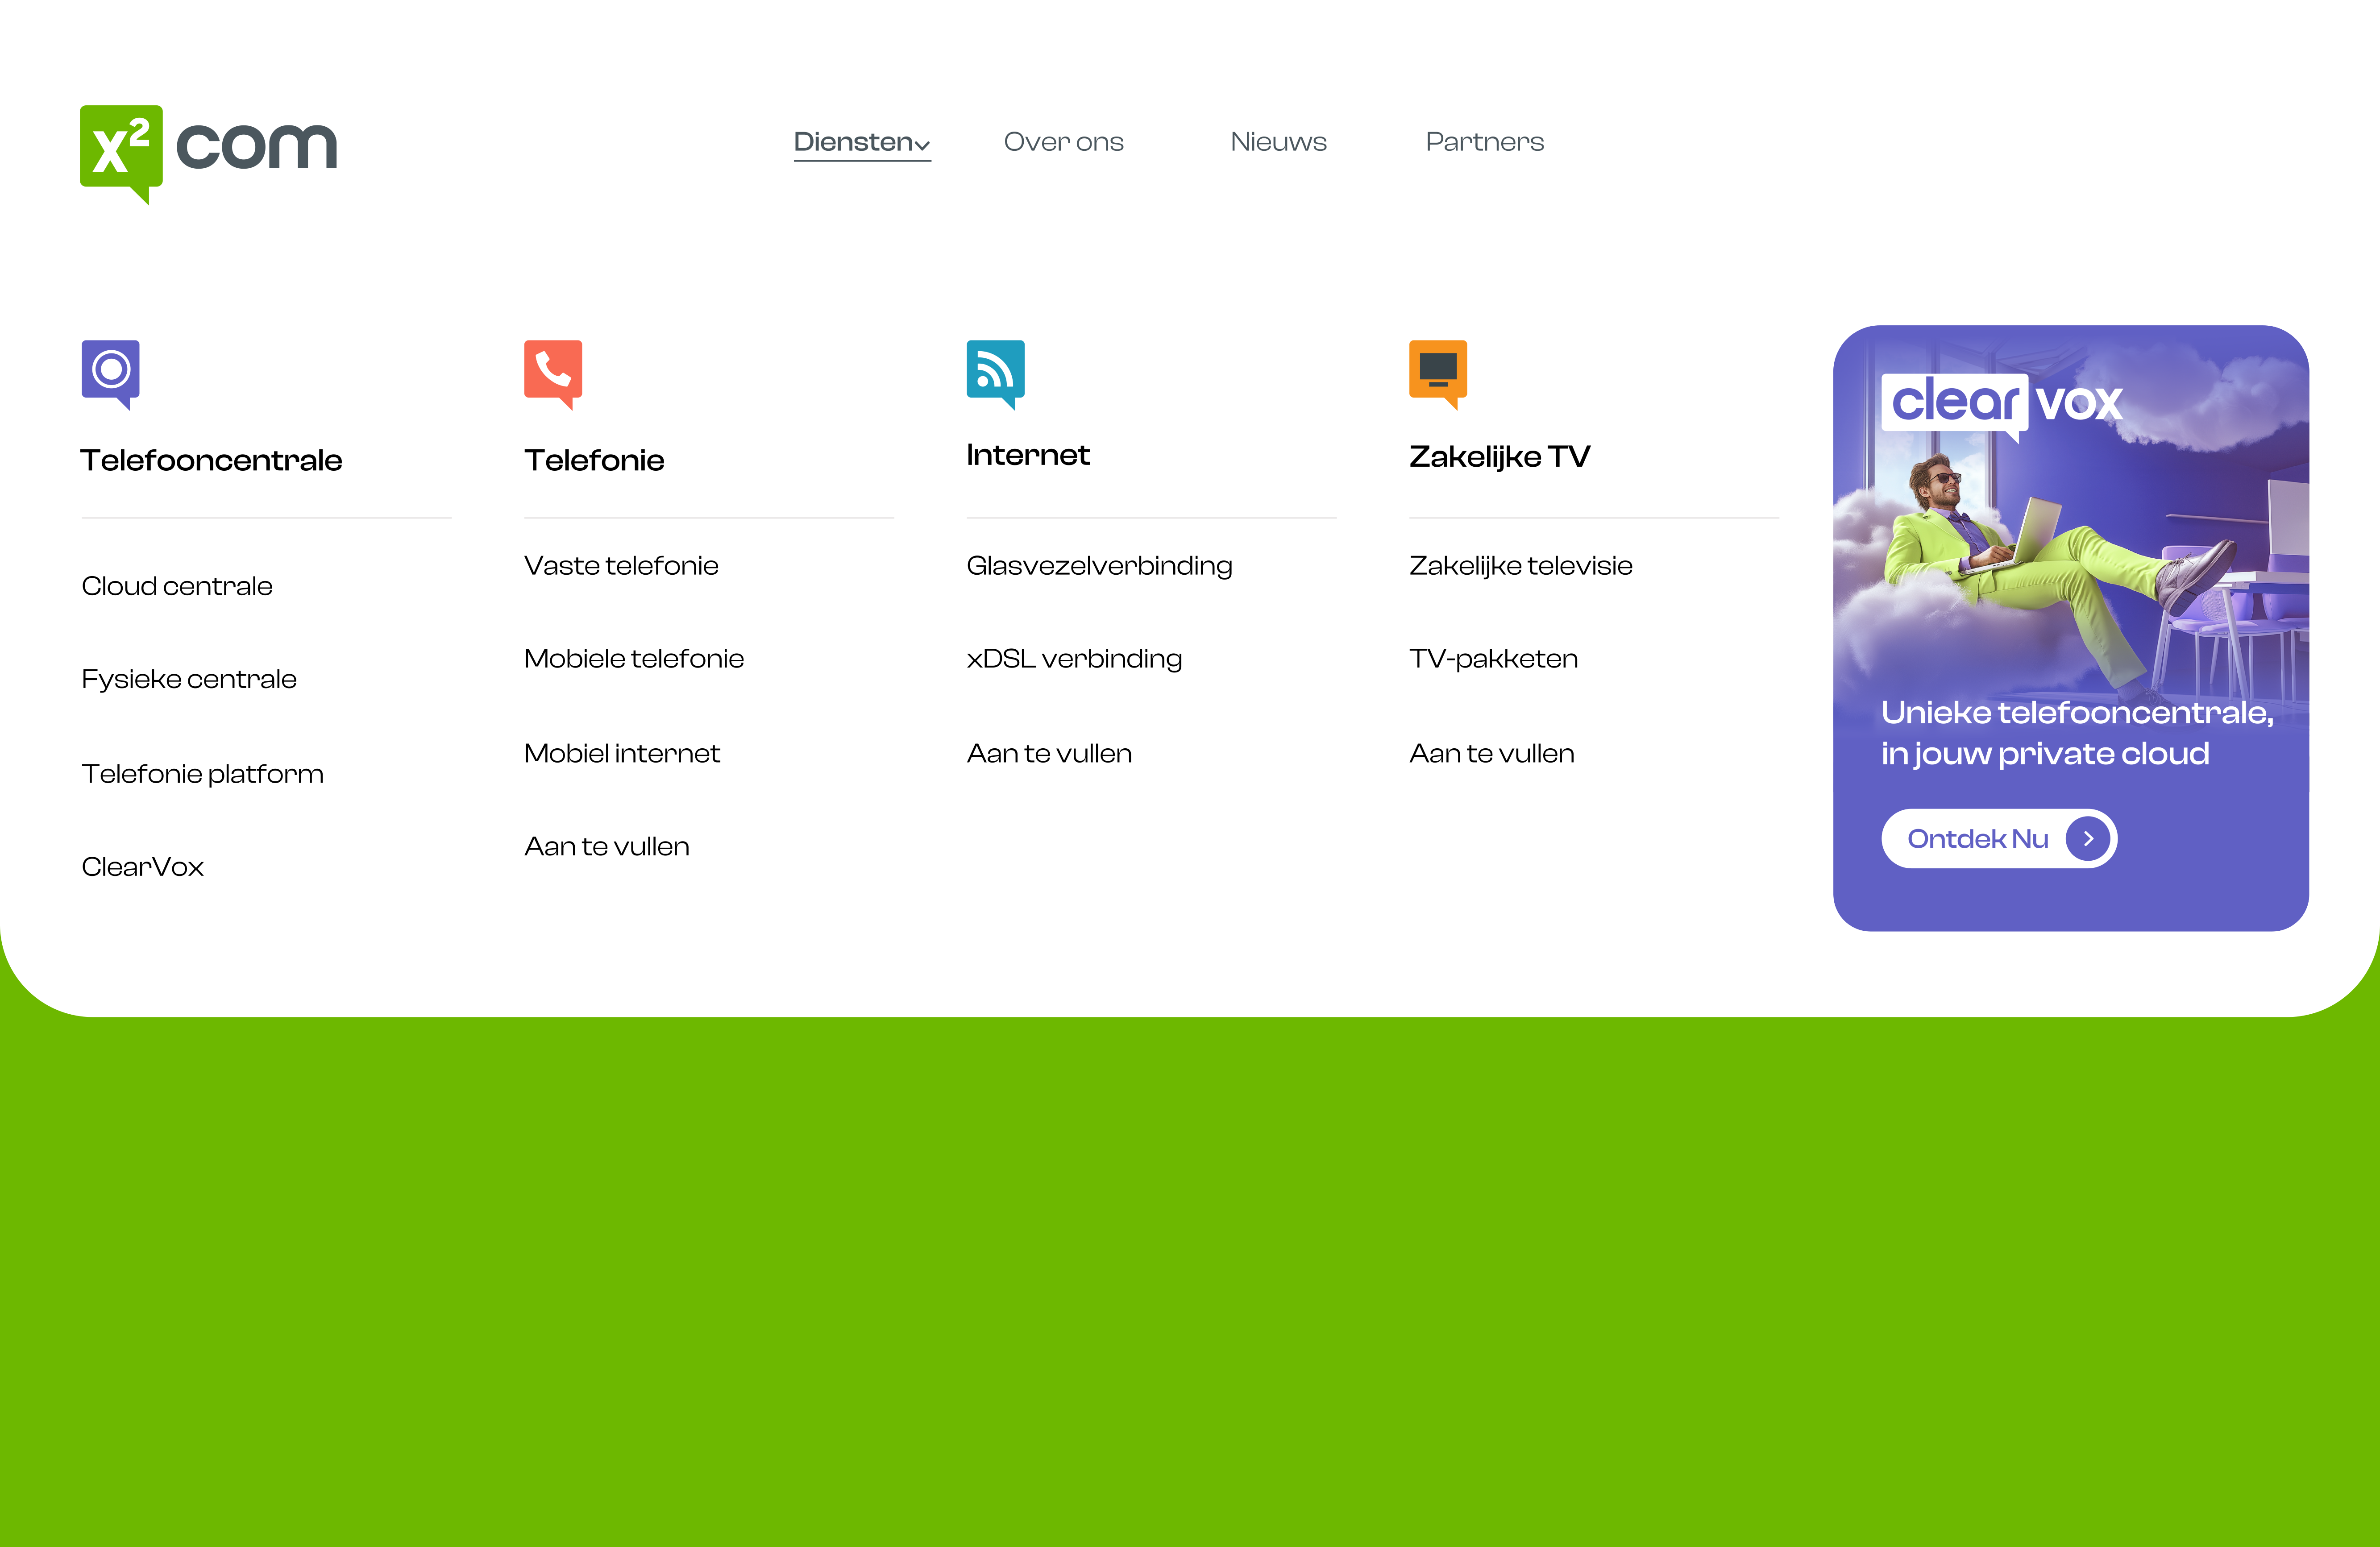 x² com
Diensten
Over ons
Nieuws
Partners
Telefooncentrale
Cloud centrale
Fysieke centrale
Telefonie platform
ClearVox
Telefonie
Vaste telefonie
Mobiele telefonie
Mobiel internet
Aan te vullen
Internet
Glasvezelverbinding
xDSL verbinding
Aan te vullen
Zakelijke TV
Zakelijke televisie
TV-pakketen
Aan te vullen
clear vox
Unieke telefooncentrale,
in jouw private cloud
Ontdek Nu